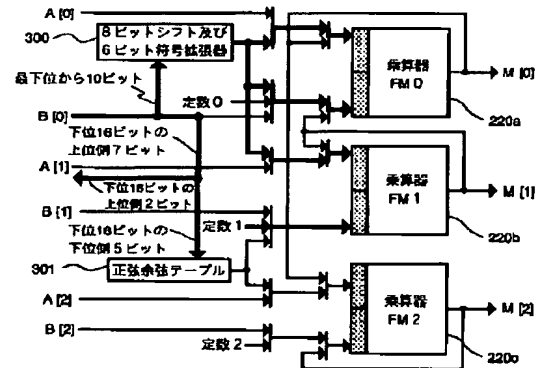 A [0]
300
8ビットシフト及び
6ビット符号拡張器
最下位から10ビット
定数0
B [0]
下位16ビットの
上位側7ビット
A [1]
下位16ビットの
上位側2ビット
B [1]
定数1
下位16ビットの
下位側5ビット
301
正弦余弦テーブル
A [2]
B [2]
定数2
乗算器
FM 0
M [0]
220a
乗算器
FM 1
M [1]
220b
乗算器
FM 2
M [2]
220c